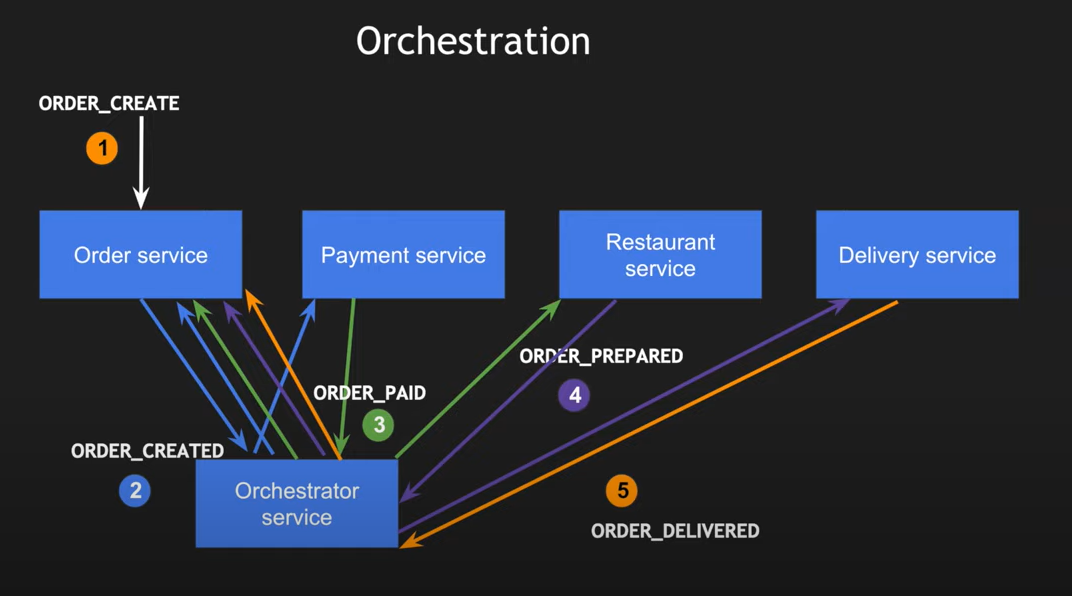 Orchestration
ORDER_CREATE
1
Order service
Payment service
Restaurant
service
Delivery service
ORDER_PREPARED
4
ORDER_PAID
3
ORDER_CREATED
2
Orchestrator
service
5
ORDER_DELIVERED